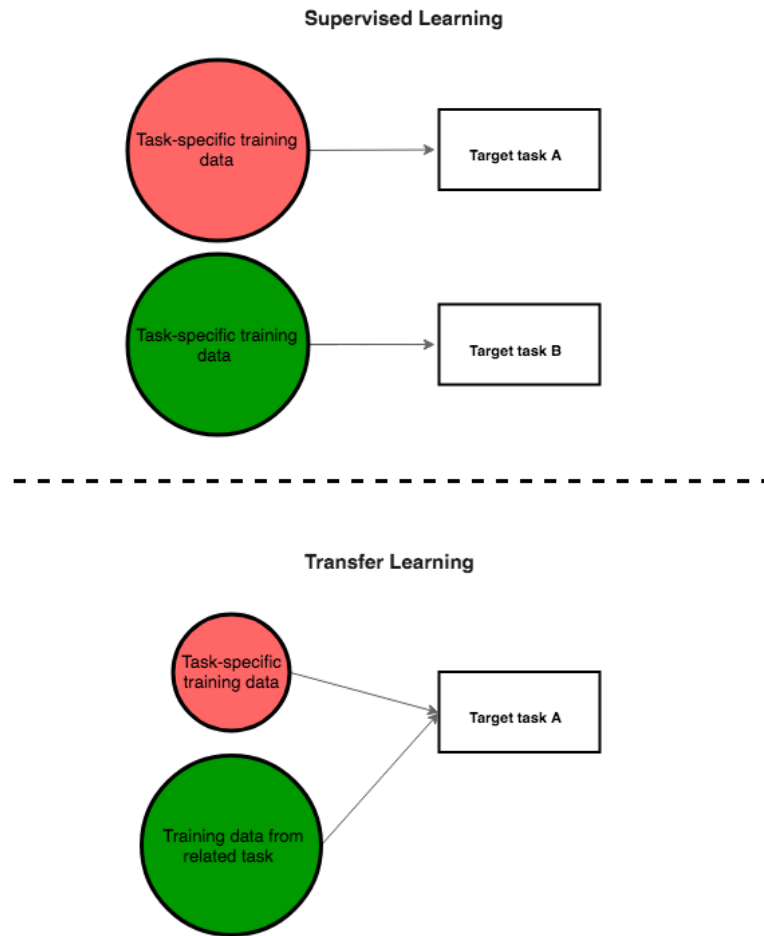 Supervised Learning
Task-specific training
data
Target task A
Task-specific training
data
Target task B
Transfer Learning
Task-specific
training data
Target task A
Training data from
related task